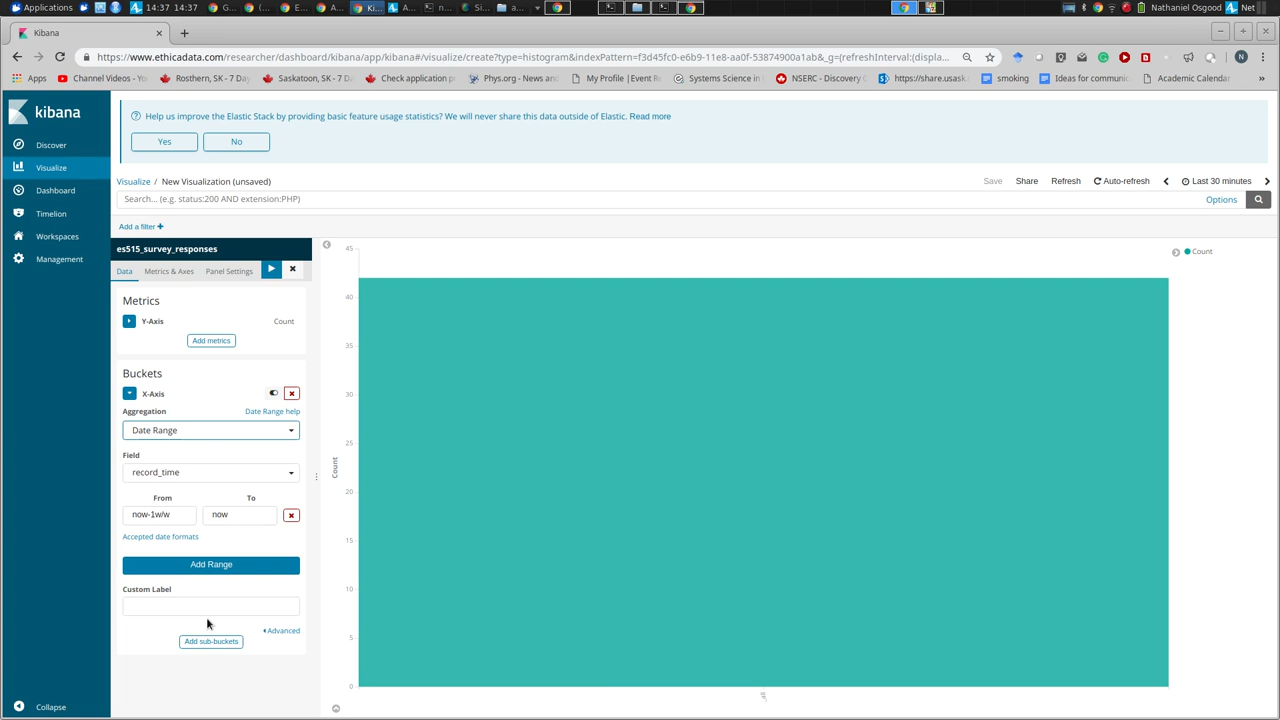 Applications
14:37 14:37
G...
(...
E...
A...
Ki...
A...
n...
Si...
a...
Nathaniel Osgood
Net
Kibana
https://www.ethicadata.com/researcher/dashboard/kibana/app/kibana#/visualize/create?type=histogram&indexPattern=f3d45fc0-e6b9-11e8-aa0f-53874900a1ab&_g=(refreshInterval:(displa...
N
Apps
Channel Videos - Yo
Rosthern, SK - 7 Day
Saskatoon, SK - 7 Da
Check application p
Phys.org - News and
My Profile |Event Re
Systems Science in
NSERC - Discovery G
https://share.usask
smoking
Ideas for communic
Academic Calendar
kibana
Discover
Visualize
Dashboard
Timelion
Workspaces
Management
Collapse
Help us improve the Elastic Stack by providing basic feature usage statistics? We will never share this data outside of Elastic. Read more
Yes
No
Visualize / New Visualization (unsaved)
Save
Share
Refresh
Auto-refresh
Last 30 minutes
Search... (e.g. status:200 AND extension:PHP)
Options
Add a filter +
es515_survey_responses
Data
Metrics & Axes
Panel Settings
Metrics
Y-Axis
Count
Add metrics
Buckets
X-Axis
Aggregation
Date Range help
Date Range
Field
record_time
From
To
now-1w/w
now
Accepted date formats
Add Range
Custom Label
Advanced
Add sub-buckets
45
40
35
30
25
20
15
10
5
0
Count
Count